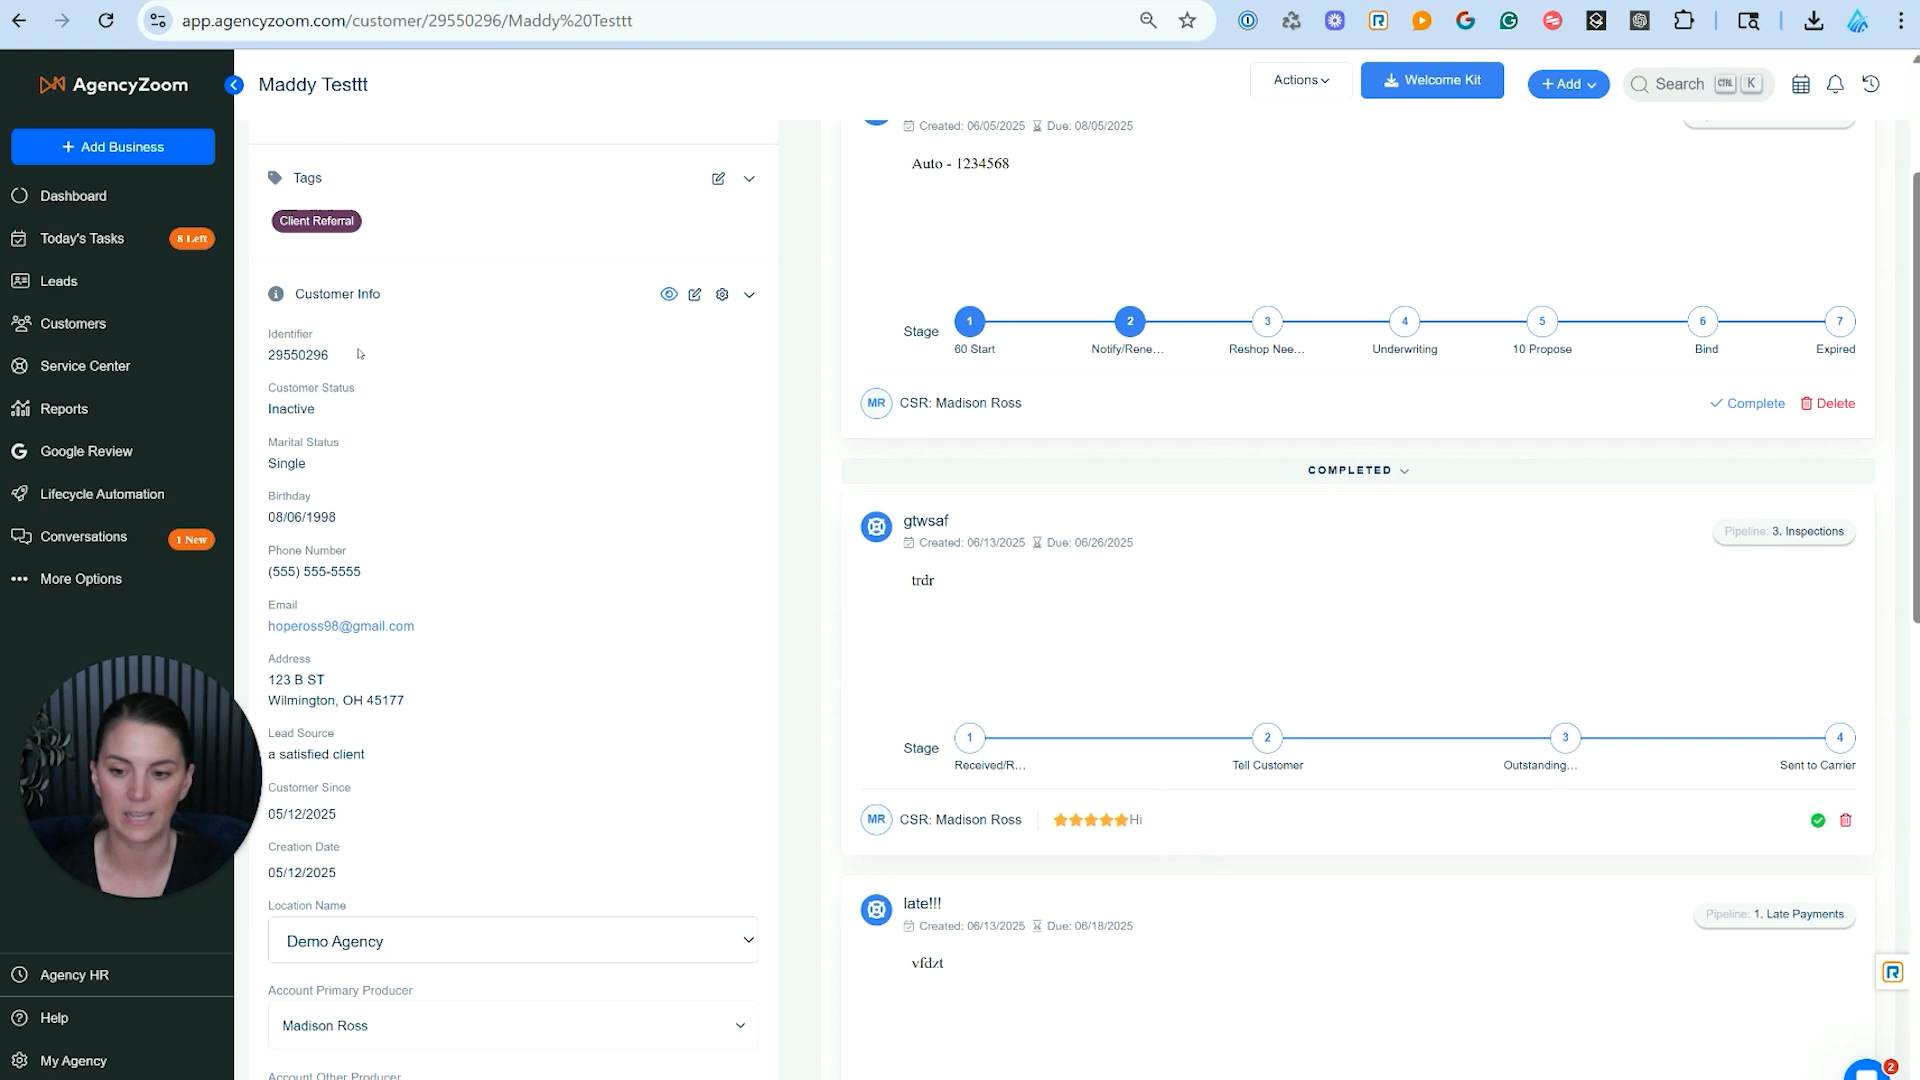 app.agencyzoom.com/customer/29550296/Maddy%20Testtt
AgencyZoom
Maddy Testtt
Actions
Welcome Kit
+ Add
Search CTRL K
+ Add Business
Dashboard
Today's Tasks 8 Left
Leads
Customers
Service Center
Reports
Google Review
Lifecycle Automation
Conversations 1 New
More Options
Agency HR
Help
My Agency
Tags
Client Referral
Customer Info
Identifier
29550296
Customer Status
Inactive
Marital Status
Single
Birthday
08/06/1998
Phone Number
(555) 555-5555
Email
hopeross98@gmail.com
Address
123 B ST
Wilmington, OH 45177
Lead Source
a satisfied client
Customer Since
05/12/2025
Creation Date
05/12/2025
Location Name
Demo Agency
Account Primary Producer
Madison Ross
Account Other Producer
Created: 06/05/2025 Due: 08/05/2025
Auto - 1234568
Stage
1 2 3 4 5 6 7
60 Start Notify/Rene... Reshop Nee... Underwriting 10 Propose Bind Expired
MR CSR: Madison Ross Complete Delete
COMPLETED
gtwsaf
Pipeline: 3. Inspections
Created: 06/13/2025 Due: 06/26/2025
trdr
Stage
1 2 3 4
Received/R... Tell Customer Outstanding... Sent to Carrier
MR CSR: Madison Ross Hi
late!!!
Pipeline: 1. Late Payments
Created: 06/13/2025 Due: 06/18/2025
vfdzt
2